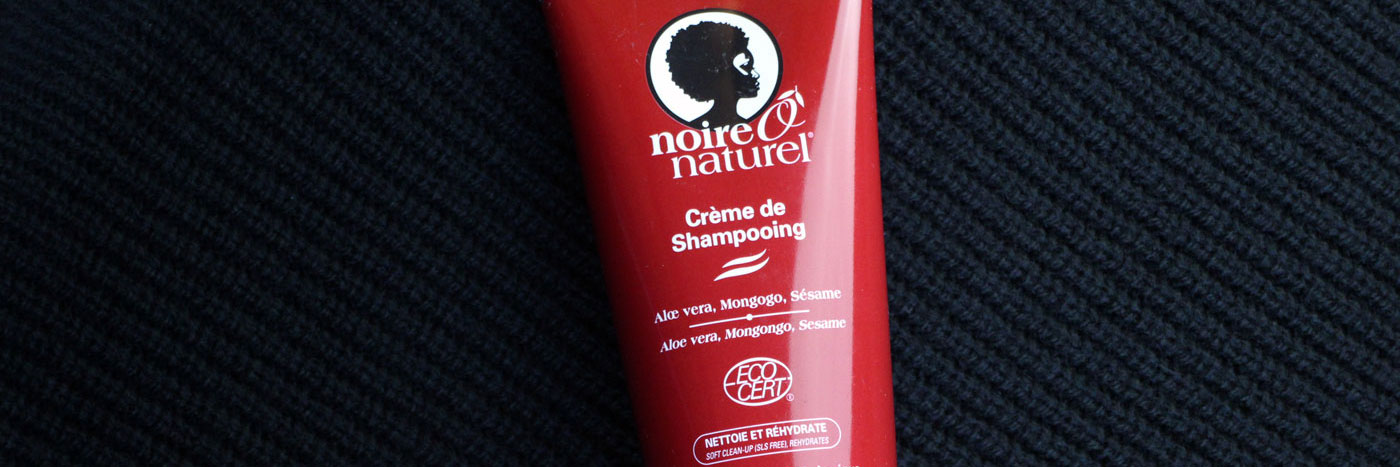 noire Ô
naturel®
Crème de
Shampooing
Alœ vera, Mongogo, Sésame
Aloe vera, Mongongo, Sesame
ECO
CERT®
NETTOIE ET RÉHYDRATE
SOFT CLEAN-UP (SLS FREE), REHYDRATES